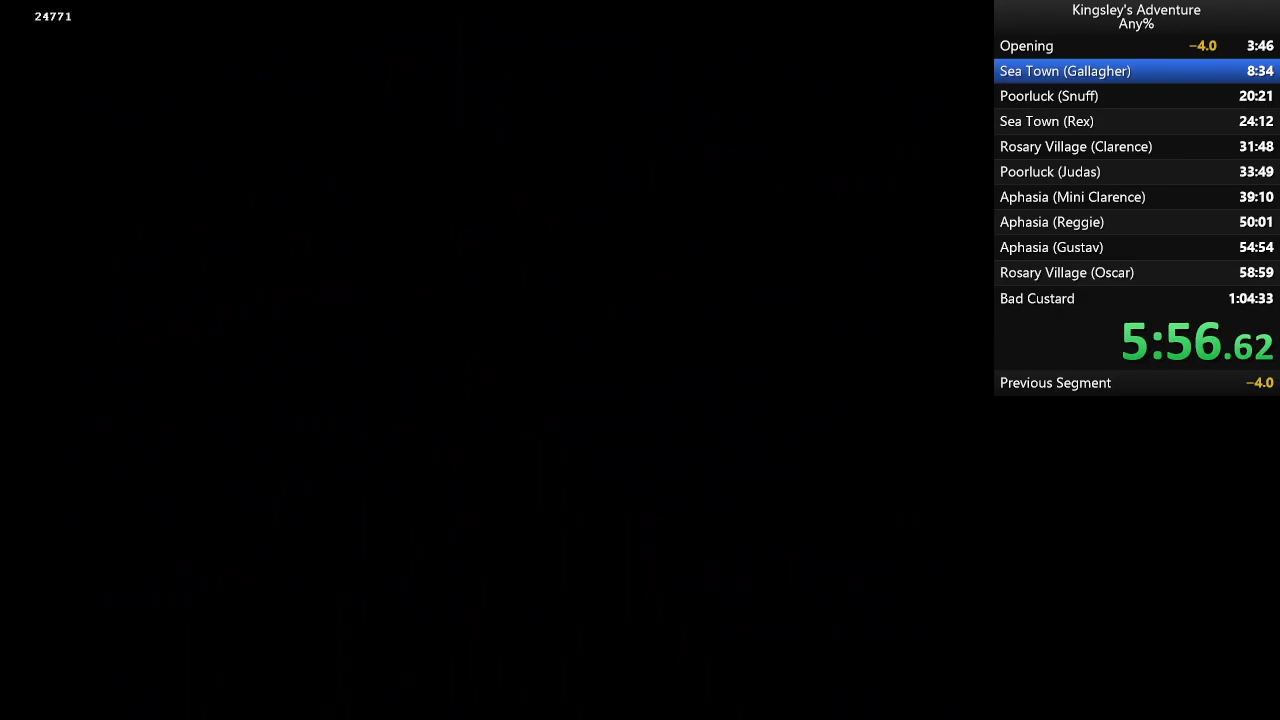 24771
Kingsley's Adventure
Any%
Opening −4.0 3:46
Sea Town (Gallagher) 8:34
Poorluck (Snuff) 20:21
Sea Town (Rex) 24:12
Rosary Village (Clarence) 31:48
Poorluck (Judas) 33:49
Aphasia (Mini Clarence) 39:10
Aphasia (Reggie) 50:01
Aphasia (Gustav) 54:54
Rosary Village (Oscar) 58:59
Bad Custard 1:04:33
5:56.62
Previous Segment −4.0